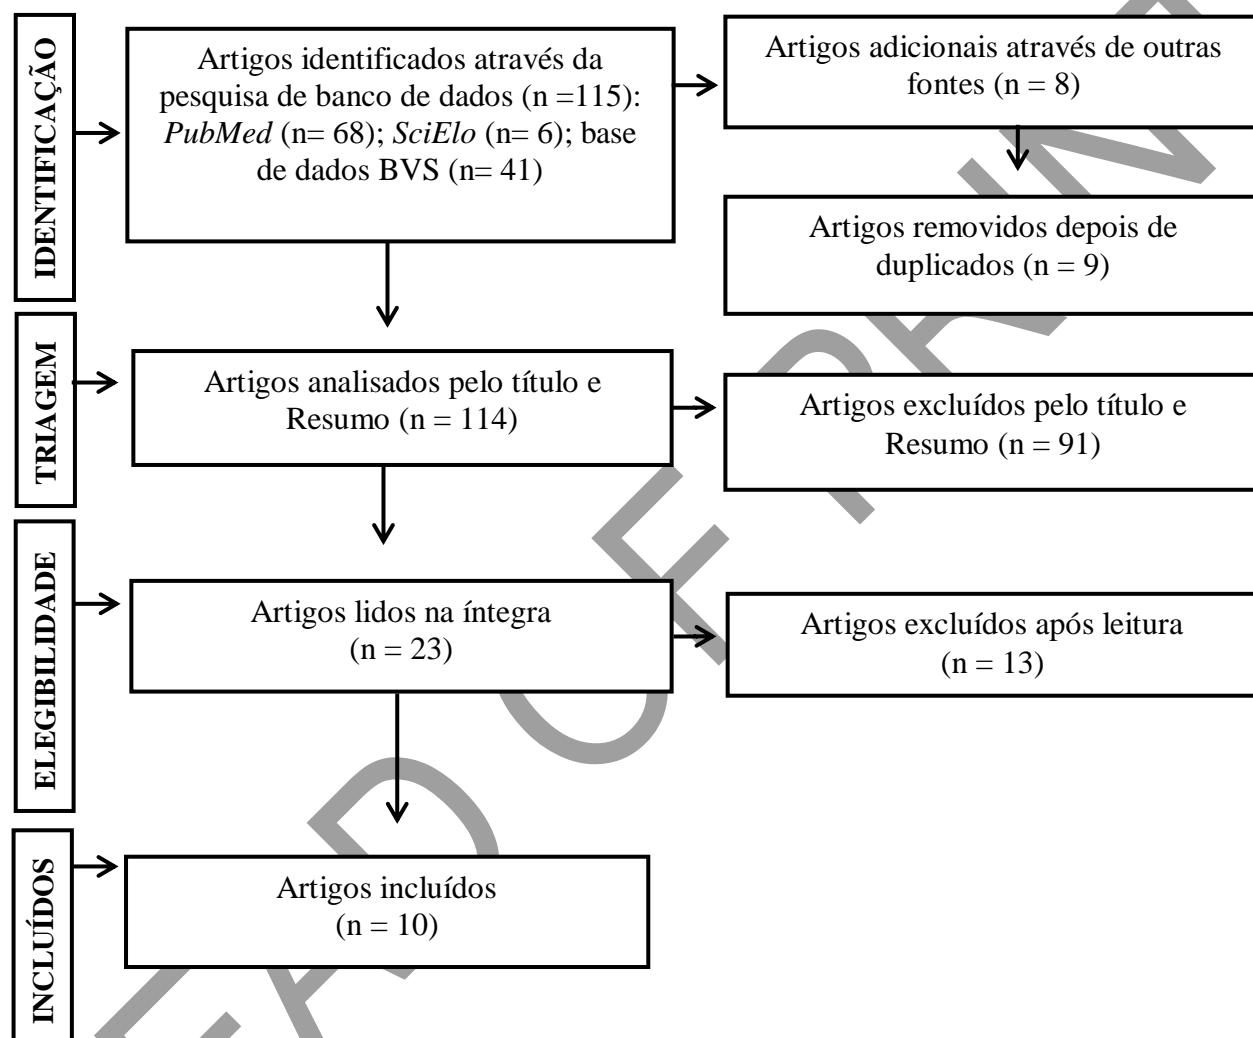 IDENTIFICAÇÃO
Artigos identificados através da
pesquisa de banco de dados (n =115):
PubMed (n= 68); SciElo (n= 6); base
de dados BVS (n= 41)
Artigos adicionais através de outras
fontes (n = 8)
Artigos removidos depois de
duplicados (n = 9)
TRIAGEM
Artigos analisados pelo título e
Resumo (n = 114)
Artigos excluídos pelo título e
Resumo (n = 91)
ELEGIBILIDADE
Artigos lidos na íntegra
(n = 23)
Artigos excluídos após leitura
(n = 13)
INCLUÍDOS
Artigos incluídos
(n = 10)